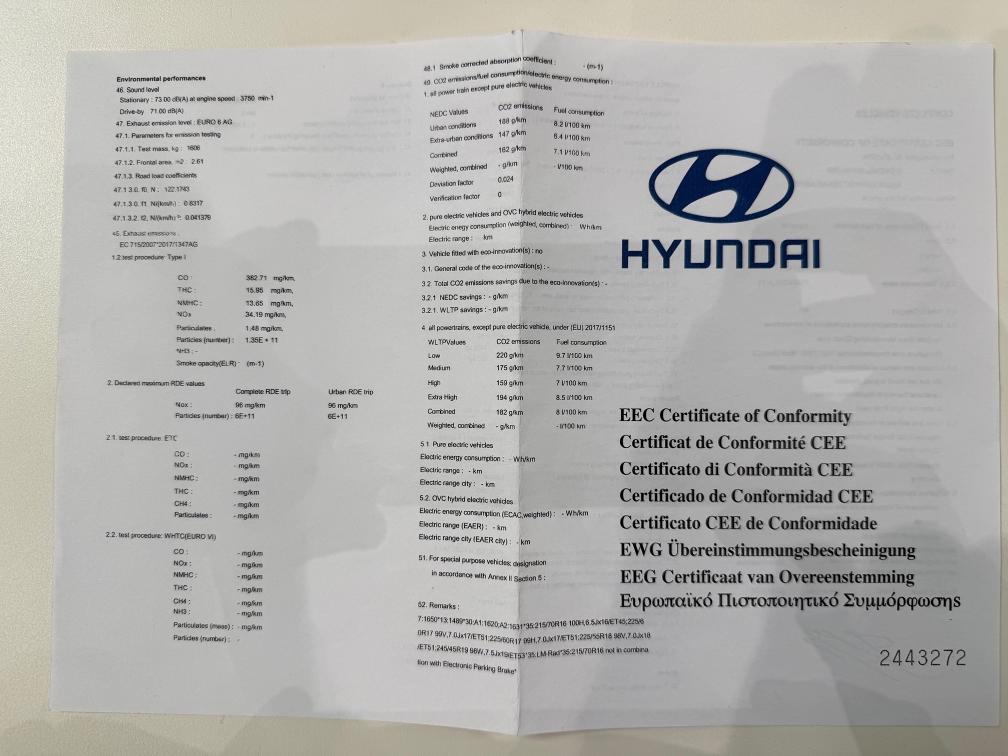 Environmental performances
46. Sound level
Stationary : 73.00 dB(A) at engine speed : 3750 min-1
Drive-by 71.00 dB(A)
47. Exhaust emission level : EURO 6 AG
47.1. Parameters for emission testing
47.1.1. Test mass, kg : 1606
47.1.2. Frontal area, m2 : 2.61
47.1.3. Road load coefficients
47.1.3.0. f0, N : 122.1743
47.1.3.0. f1, N/(km/h) : 0.8317
47.1.3.2. f2, N/(km/h) ²: 0.041379
48. Exhaust emissions :
EC 715/2007*2017/1347AG
1.2 test procedure: Type I
CO : 362.71 mg/km,
THC : 15.95 mg/km,
NMHC : 13.65 mg/km,
NOx 34.19 mg/km,
Particulates : 1.48 mg/km,
Particles (number) : 1.35E + 11
NH3 : -
Smoke opacity(ELR) : (m-1)
2. Declared maximum RDE values
Complete RDE trip Urban RDE trip
Nox : 96 mg/km 96 mg/km
Particles (number) : 6E+11 6E+11
2.1. test procedure: ETC
CO : - mg/km
NOx : - mg/km
NMHC : - mg/km
THC : - mg/km
CH4 : - mg/km
Particulates : - mg/km
2.2. test procedure: WHTC(EURO VI)
CO : - mg/km
NOx : - mg/km
NMHC : - mg/km
THC : - mg/km
CH4 : - mg/km
NH3 : - mg/km
Particulates (mass) : - mg/km
Particles (number) : -
48.1 Smoke corrected absorption coefficient : - (m-1)
49. CO2 emissions/fuel consumption/electric energy consumption :
1. all power train except pure electric vehicles
NEDC Values CO2 emissions Fuel consumption
Urban conditions 188 g/km 8.2 l/100 km
Extra-urban conditions 147 g/km 6.4 l/100 km
Combined 162 g/km 7.1 l/100 km
Weighted, combined - g/km - l/100 km
Deviation factor 0.024
Verification factor 0
2. pure electric vehicles and OVC hybrid electric vehicles
Electric enegy consumption (weighted, combined) : Wh/km
Electric range : km
3. Vehicle fitted with eco-innovation(s) : no
3.1. General code of the eco-innovation(s) : -
3.2. Total CO2 emissions savings due to the eco-innovation(s) : -
3.2.1 NEDC savings : - g/km
3.2.1. WLTP savings : - g/km
4. all powertrains, except pure electric vehicle, under (EU) 2017/1151
WLTPValues CO2 emissions Fuel consumption
Low 220 g/km 9.7 l/100 km
Medium 175 g/km 7.7 l/100 km
High 159 g/km 7 l/100 km
Extra High 194 g/km 8.5 l/100 km
Combined 182 g/km 8 l/100 km
Weighted, combined - g/km - l/100 km
5.1. Pure electric vehicles
Electric energy consumption : - Wh/km
Electric range : - km
Electric range city : - km
5.2. OVC hybrid electric vehicles
Electric energy consumption (ECAC,weighted) : - Wh/km
Electric range (EAER) : - km
Electric range city (EAER city) : - km
51. For special purpose vehicles: designation
in accordance with Annex II Section 5 :
-
52. Remarks :
7:1650*13:1489*30:A1:1620;A2:1631*35:215/70R16 100H,6.5Jx16/ET45;225/6
0R17 99V,7.0Jx17/ET51;225/60R17 99H,7.0Jx17/ET51;225/55R18 98V,7.0Jx18
/ET51;245/45R19 98W,7.5Jx19/ET53*35:LM-Rad*35:215/70R16 not in combina
tion with Electronic Parking Brake*
HYUNDAI
EEC Certificate of Conformity
Certificat de Conformité CEE
Certificato di Conformità CEE
Certificado de Conformidad CEE
Certificato CEE de Conformidade
EWG Übereinstimmungsbescheinigung
EEG Certificaat van Overeenstemming
Ευρωπαϊκό Πιστοποιητικό Συμμόρφωσης
2443272